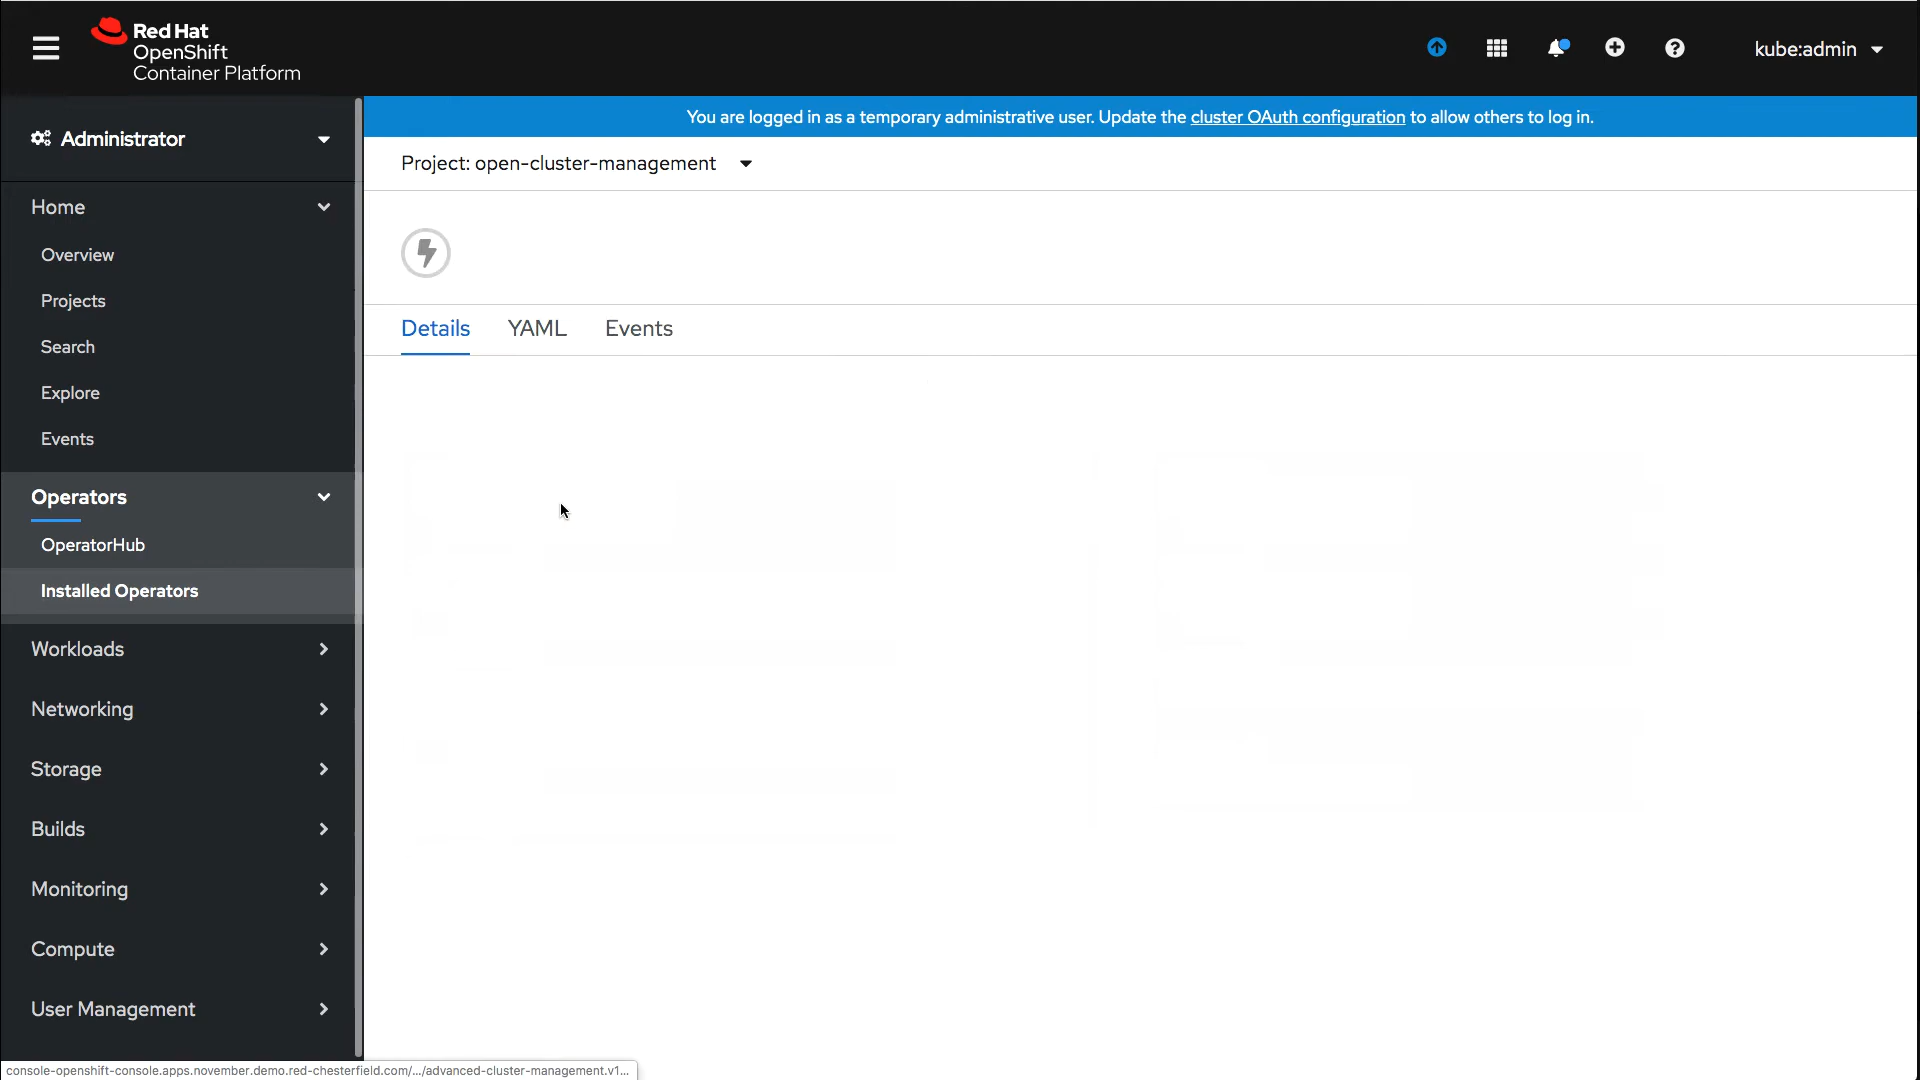 Red Hat
OpenShift
Container Platform
kube:admin
You are logged in as a temporary administrative user. Update the cluster OAuth configuration to allow others to log in.
Administrator
Project: open-cluster-management
Home
Overview
Projects
Search
Explore
Events
Details YAML Events
Operators
OperatorHub
Installed Operators
Workloads
Networking
Storage
Builds
Monitoring
Compute
User Management
console-openshift-console.apps.november.demo.red-chesterfield.com/.../advanced-cluster-management.v1...